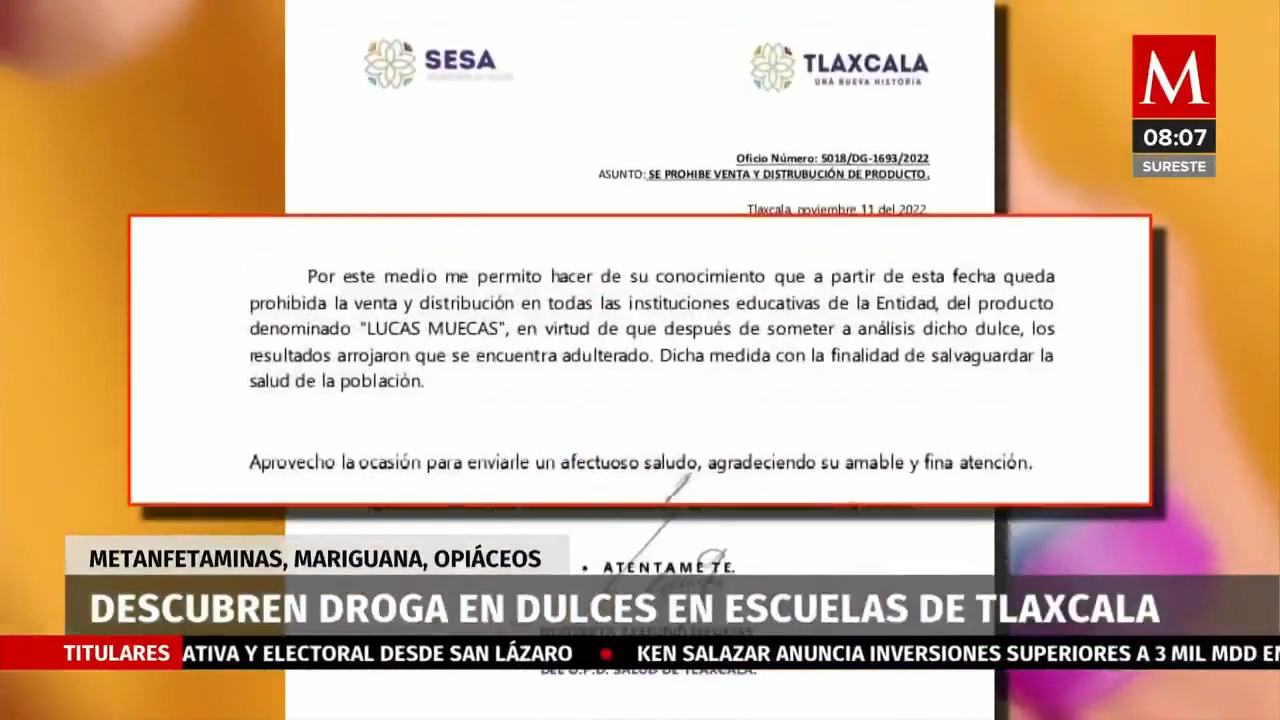 SESA
TLAXCALA
UNA NUEVA HISTORIA
M
08:07
SURESTE
Oficio Número: 5018/DG-1693/2022
ASUNTO: SE PROHIBE VENTA Y DISTRUBUCIÓN DE PRODUCTO.
Tlaxcala, noviembre 11 del 2022
Por este medio me permito hacer de su conocimiento que a partir de esta fecha queda
prohibida la venta y distribución en todas las instituciones educativas de la Entidad, del producto
denominado "LUCAS MUECAS", en virtud de que después de someter a análisis dicho dulce, los
resultados arrojaron que se encuentra adulterado. Dicha medida con la finalidad de salvaguardar la
salud de la población.
Aprovecho la ocasión para enviarle un afectuoso saludo, agradeciendo su amable y fina atención.
• ATENTAMETE.
METANFETAMINAS, MARIGUANA, OPIÁCEOS
DESCUBREN DROGA EN DULCES EN ESCUELAS DE TLAXCALA
TITULARES ATIVA Y ELECTORAL DESDE SAN LÁZARO • KEN SALAZAR ANUNCIA INVERSIONES SUPERIORES A 3 MIL MDD EN
DEL O.P.D. SALUD DE TLAXCALA.